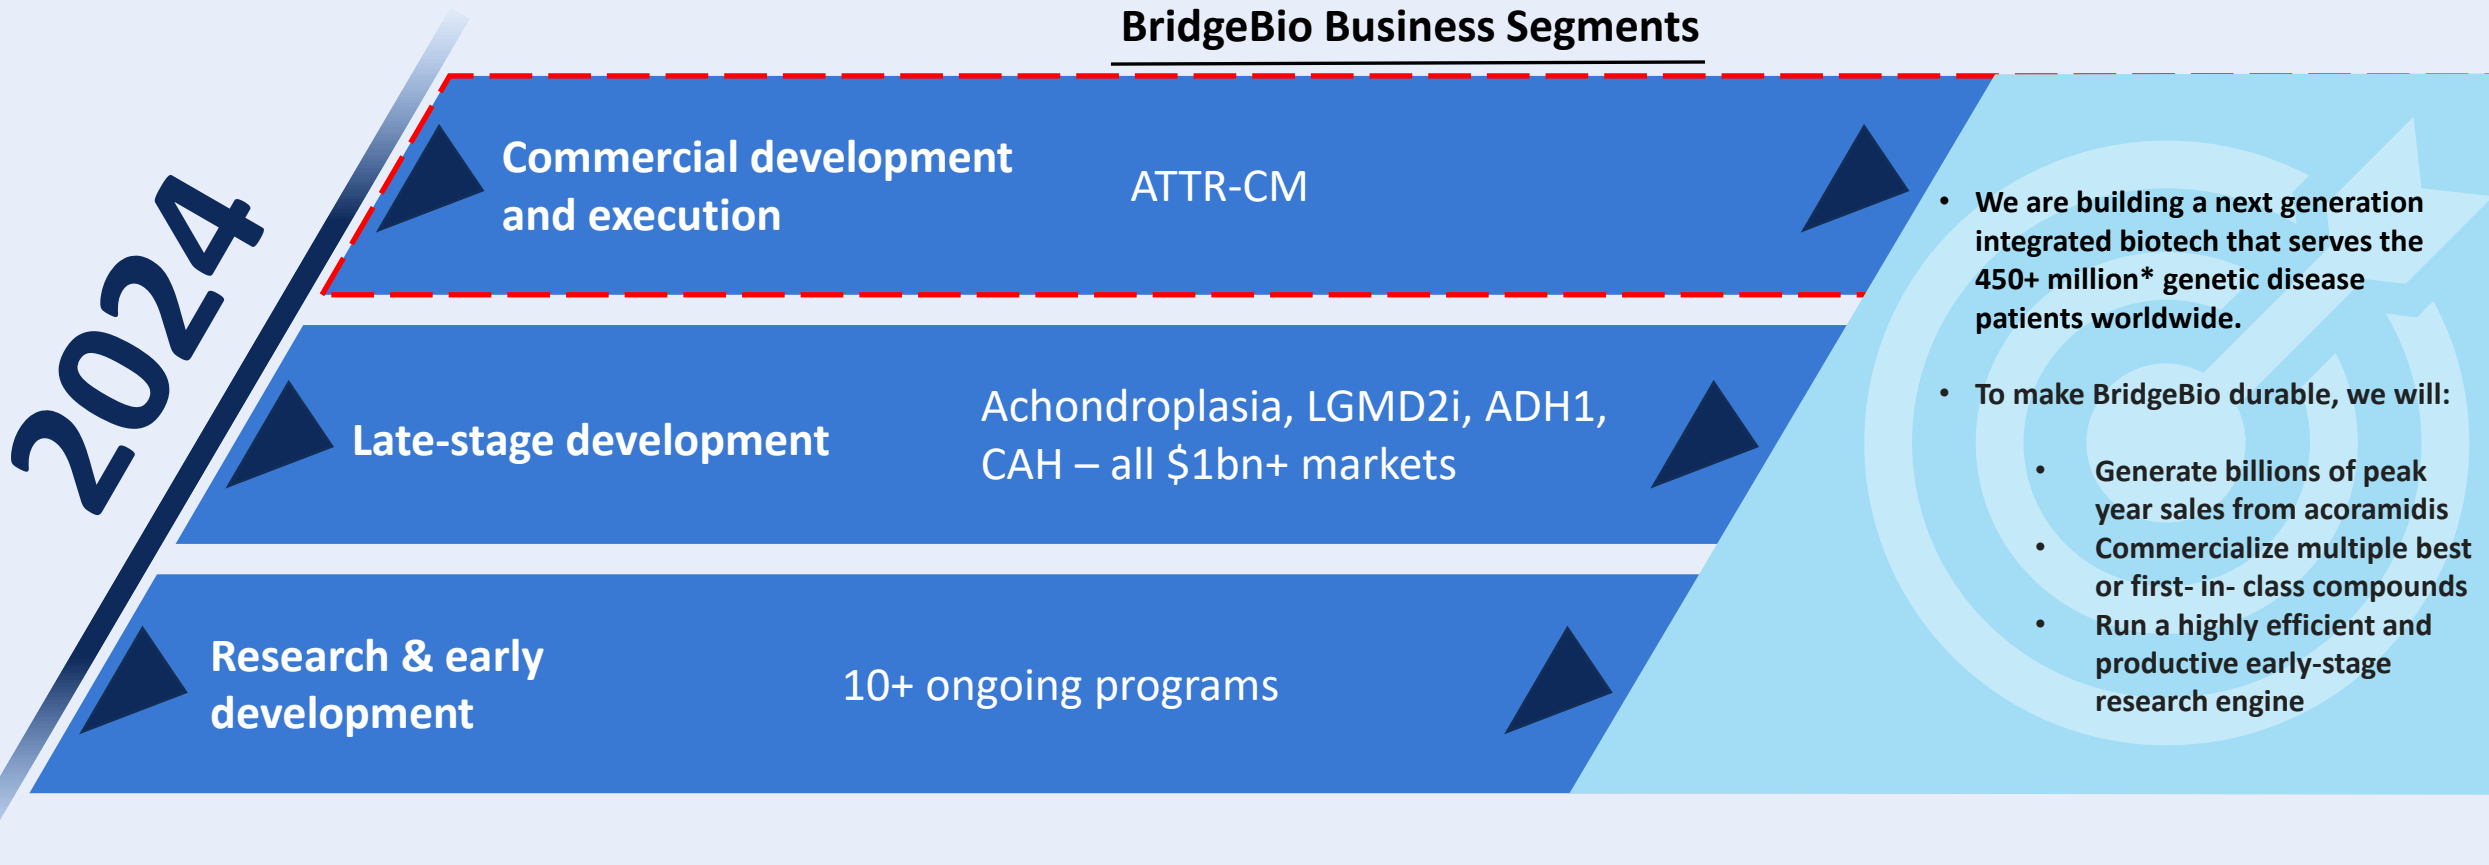 BridgeBio Business Segments
2024
Commercial development
and execution
ATTR-CM
Late-stage development
Achondroplasia, LGMD2i, ADH1,
CAH – all $1bn+ markets
Research & early
development
10+ ongoing programs
• We are building a next generation
integrated biotech that serves the
450+ million* genetic disease
patients worldwide.
• To make BridgeBio durable, we will:
• Generate billions of peak
year sales from acoramidis
• Commercialize multiple best
or first- in- class compounds
• Run a highly efficient and
productive early-stage
research engine